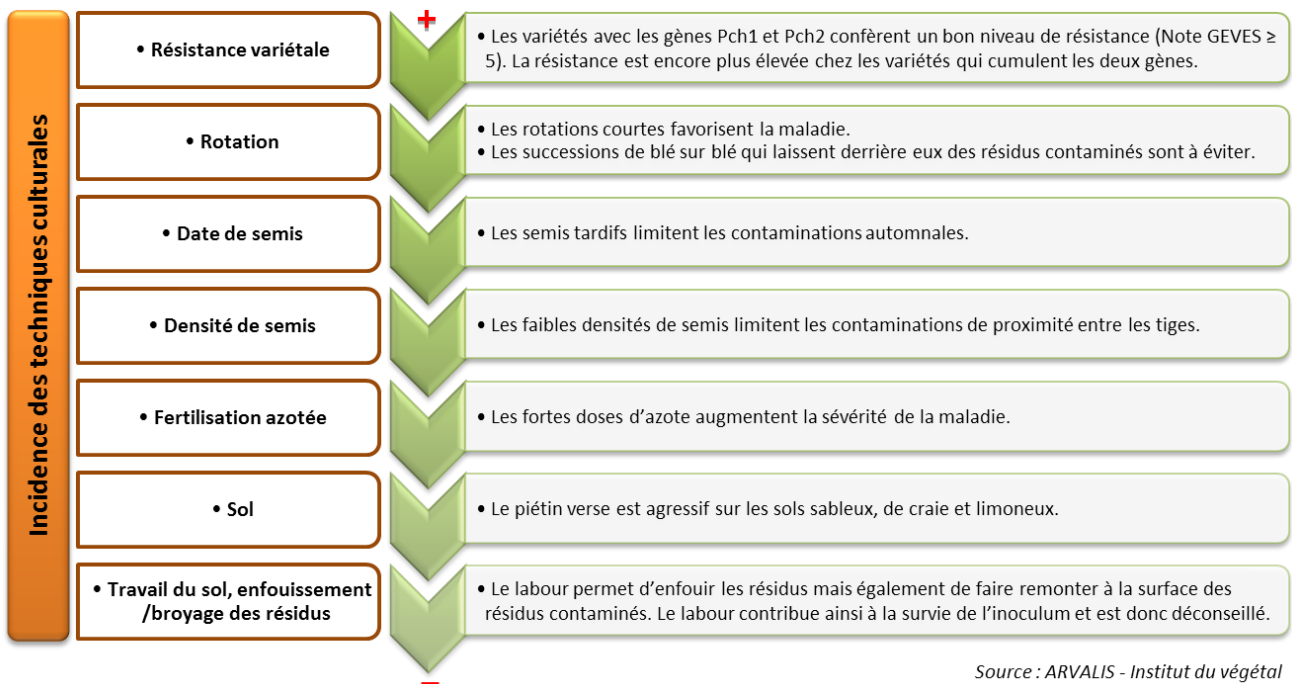 Incidence des techniques culturales
+
• Résistance variétale
• Les variétés avec les gènes Pch1 et Pch2 confèrent un bon niveau de résistance (Note GEVES ≥
5). La résistance est encore plus élevée chez les variétés qui cumulent les deux gènes.
• Rotation
• Les rotations courtes favorisent la maladie.
• Les successions de blé sur blé qui laissent derrière eux des résidus contaminés sont à éviter.
• Date de semis
• Les semis tardifs limitent les contaminations automnales.
• Densité de semis
• Les faibles densités de semis limitent les contaminations de proximité entre les tiges.
• Fertilisation azotée
• Les fortes doses d’azote augmentent la sévérité de la maladie.
• Sol
• Le piétin verse est agressif sur les sols sableux, de craie et limoneux.
• Travail du sol, enfouissement
/broyage des résidus
• Le labour permet d’enfouir les résidus mais également de faire remonter à la surface des
résidus contaminés. Le labour contribue ainsi à la survie de l’inoculum et est donc déconseillé.
–
Source : ARVALIS - Institut du végétal